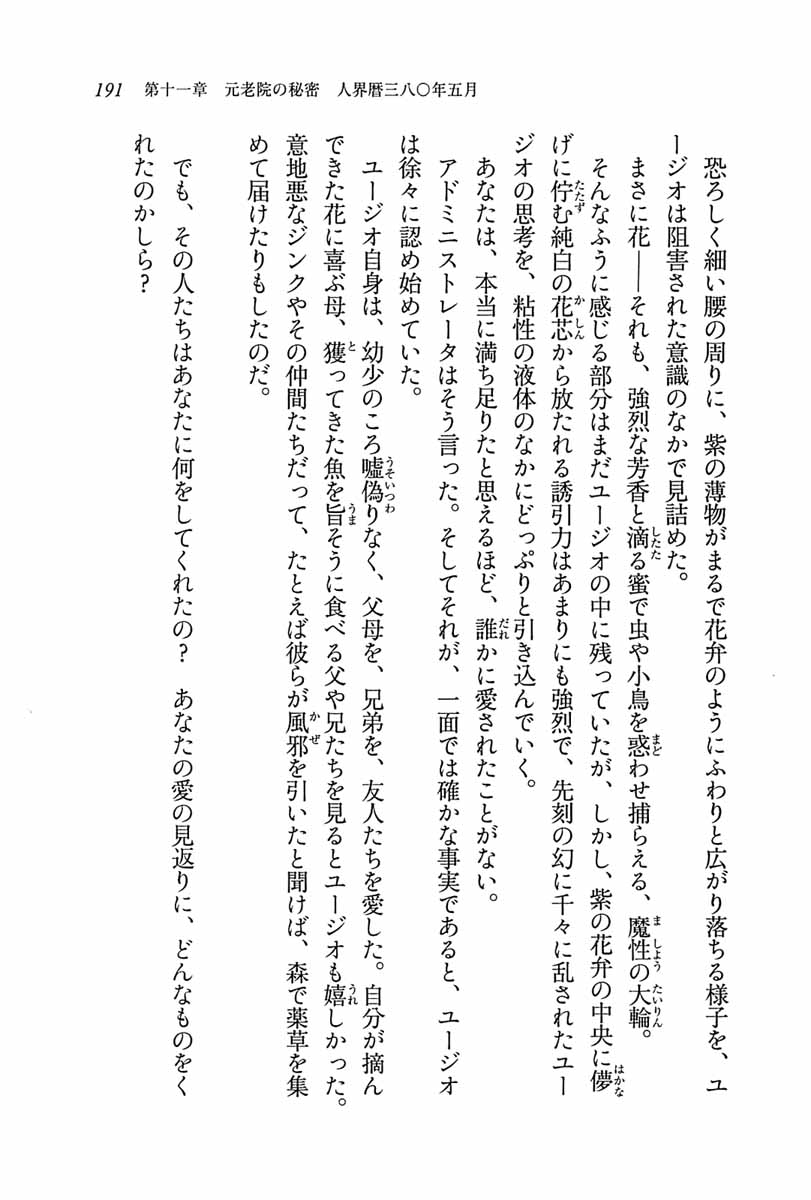 191　第十一章　元老院の秘密　人界暦三八〇年五月
恐ろしく細い腰の周りに、紫の薄物がまるで花弁のようにふわりと広がり落ちる様子を、ユ
ージオは阻害された意識のなかで見詰めた。
まさに花――それも、強烈な芳香と滴る蜜で虫や小鳥を惑わせ捕らえる、魔性の大輪。
そんなふうに感じる部分はまだユージオの中に残っていたが、しかし、紫の花弁の中央に儚
げに佇む純白の花芯から放たれる誘引力はあまりにも強烈で、先刻の幻に千々に乱されたユー
ジオの思考を、粘性の液体のなかにどっぷりと引き込んでいく。
あなたは、本当に満ち足りたと思えるほど、誰かに愛されたことがない。
アドミニストレータはそう言った。そしてそれが、一面では確かな事実であると、ユージオ
は徐々に認め始めていた。
ユージオ自身は、幼少のころ嘘偽りなく、父母を、兄弟を、友人たちを愛した。自分が摘ん
できた花に喜ぶ母、獲ってきた魚を旨そうに食べる父や兄たちを見るとユージオも嬉しかった。
意地悪なジンクやその仲間たちだって、たとえば彼らが風邪を引いたと聞けば、森で薬草を集
めて届けたりもしたのだ。
でも、その人たちはあなたに何をしてくれたの？　あなたの愛の見返りに、どんなものをく
れたのかしら？